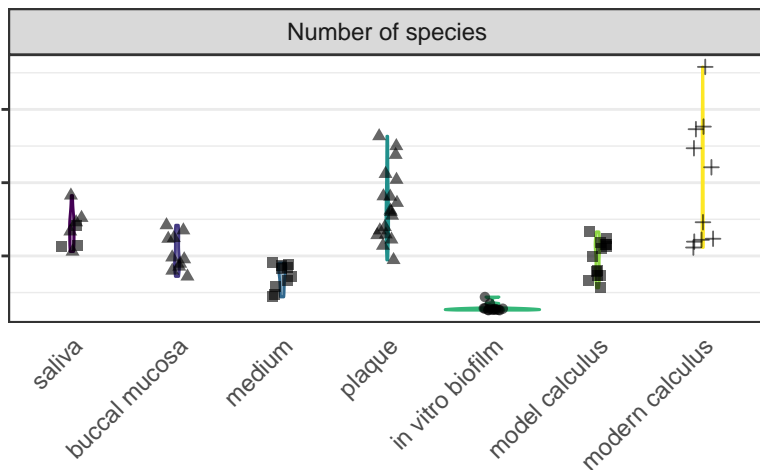 Number of species
saliva
buccal mucosa
medium
plaque
in vitro biofilm
model calculus
modern calculus